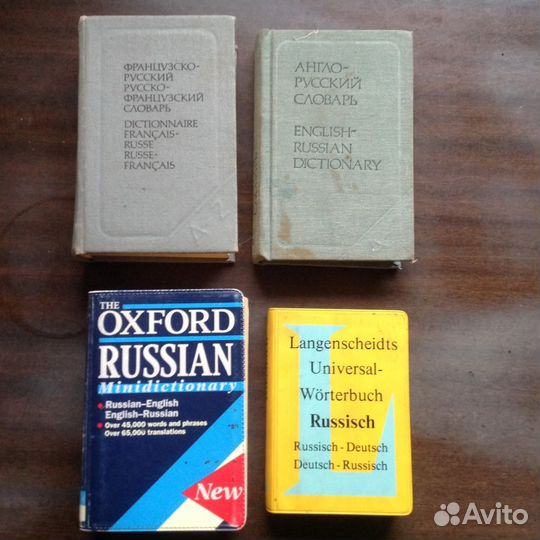 ФРАНЦУЗСКО-
РУССКИЙ
РУССКО-
ФРАНЦУЗСКИЙ
СЛОВАРЬ
DICTIONNAIRE
FRANÇAIS-
RUSSE
RUSSE-
FRANÇAIS
АНГЛО-
РУССКИЙ
СЛОВАРЬ
ENGLISH-
RUSSIAN
DICTIONARY
THE
OXFORD
RUSSIAN
Minidictionary
Russian–English
English–Russian
Over 45,000 words and phrases
Over 65,000 translations
New
Langenscheidts
Universal-
Wörterbuch
Russisch
Russisch - Deutsch
Deutsch - Russisch
Avito